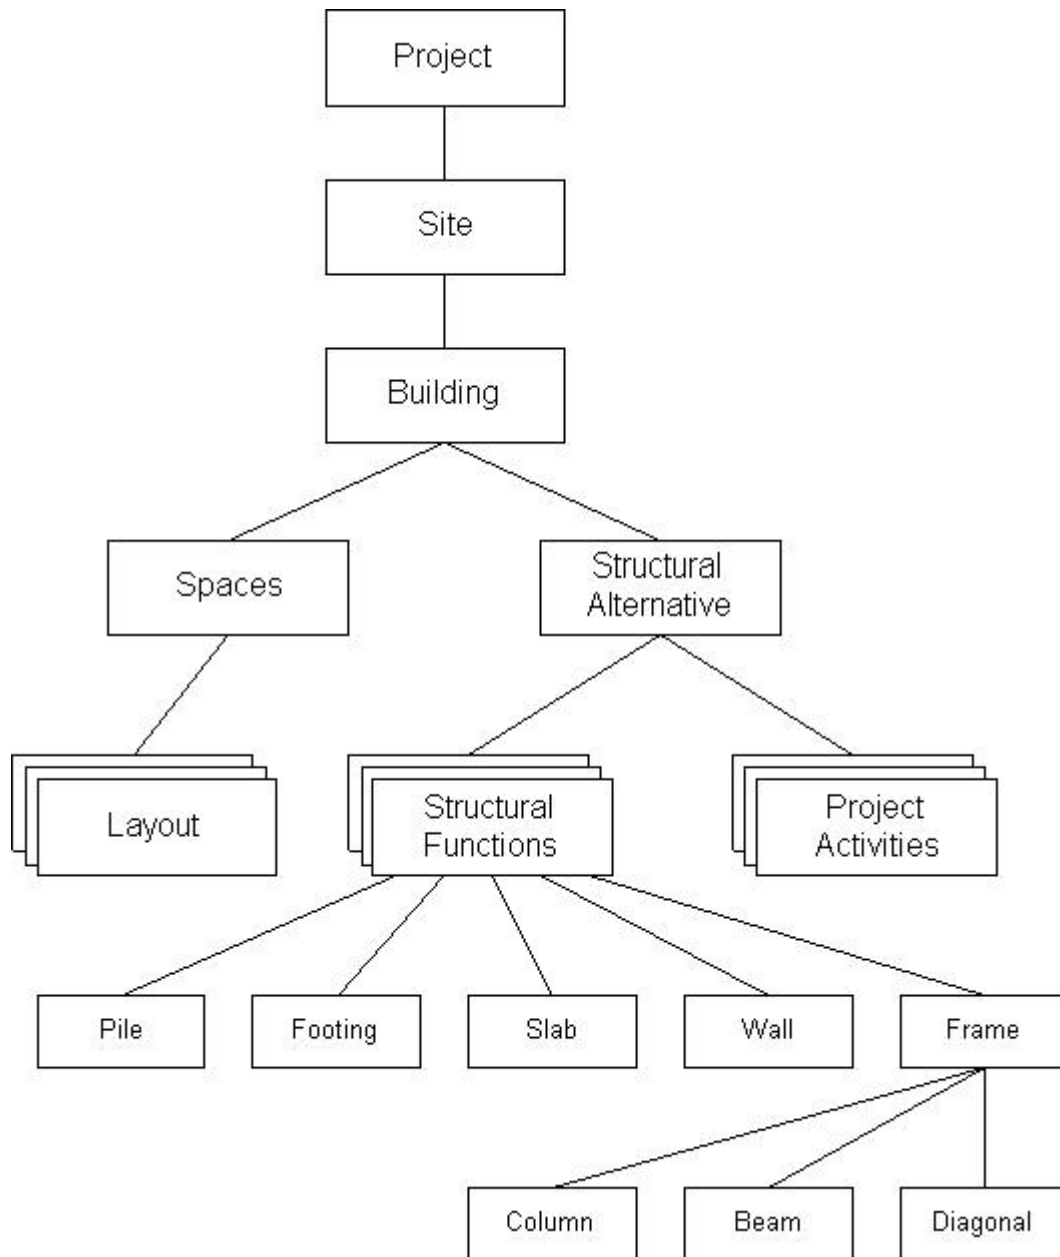 Project
Site
Building
Spaces
Structural
Alternative
Layout
Structural
Functions
Project
Activities
Pile
Footing
Slab
Wall
Frame
Column
Beam
Diagonal